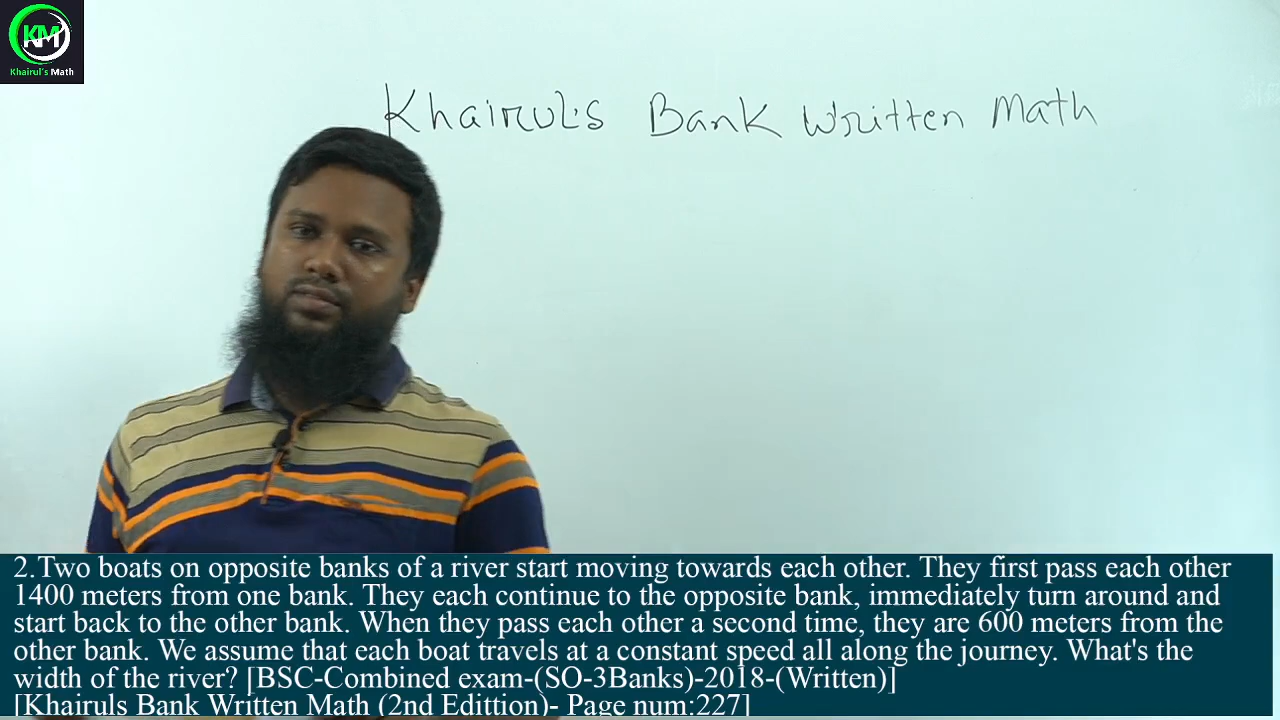 KM
Khairul's Math
Khairul's Bank Written Math
2.Two boats on opposite banks of a river start moving towards each other. They first pass each other
1400 meters from one bank. They each continue to the opposite bank, immediately turn around and
start back to the other bank. When they pass each other a second time, they are 600 meters from the
other bank. We assume that each boat travels at a constant speed all along the journey. What's the
width of the river? [BSC-Combined exam-(SO-3Banks)-2018-(Written)]
[Khairuls Bank Written Math (2nd Edittion)- Page num:227]